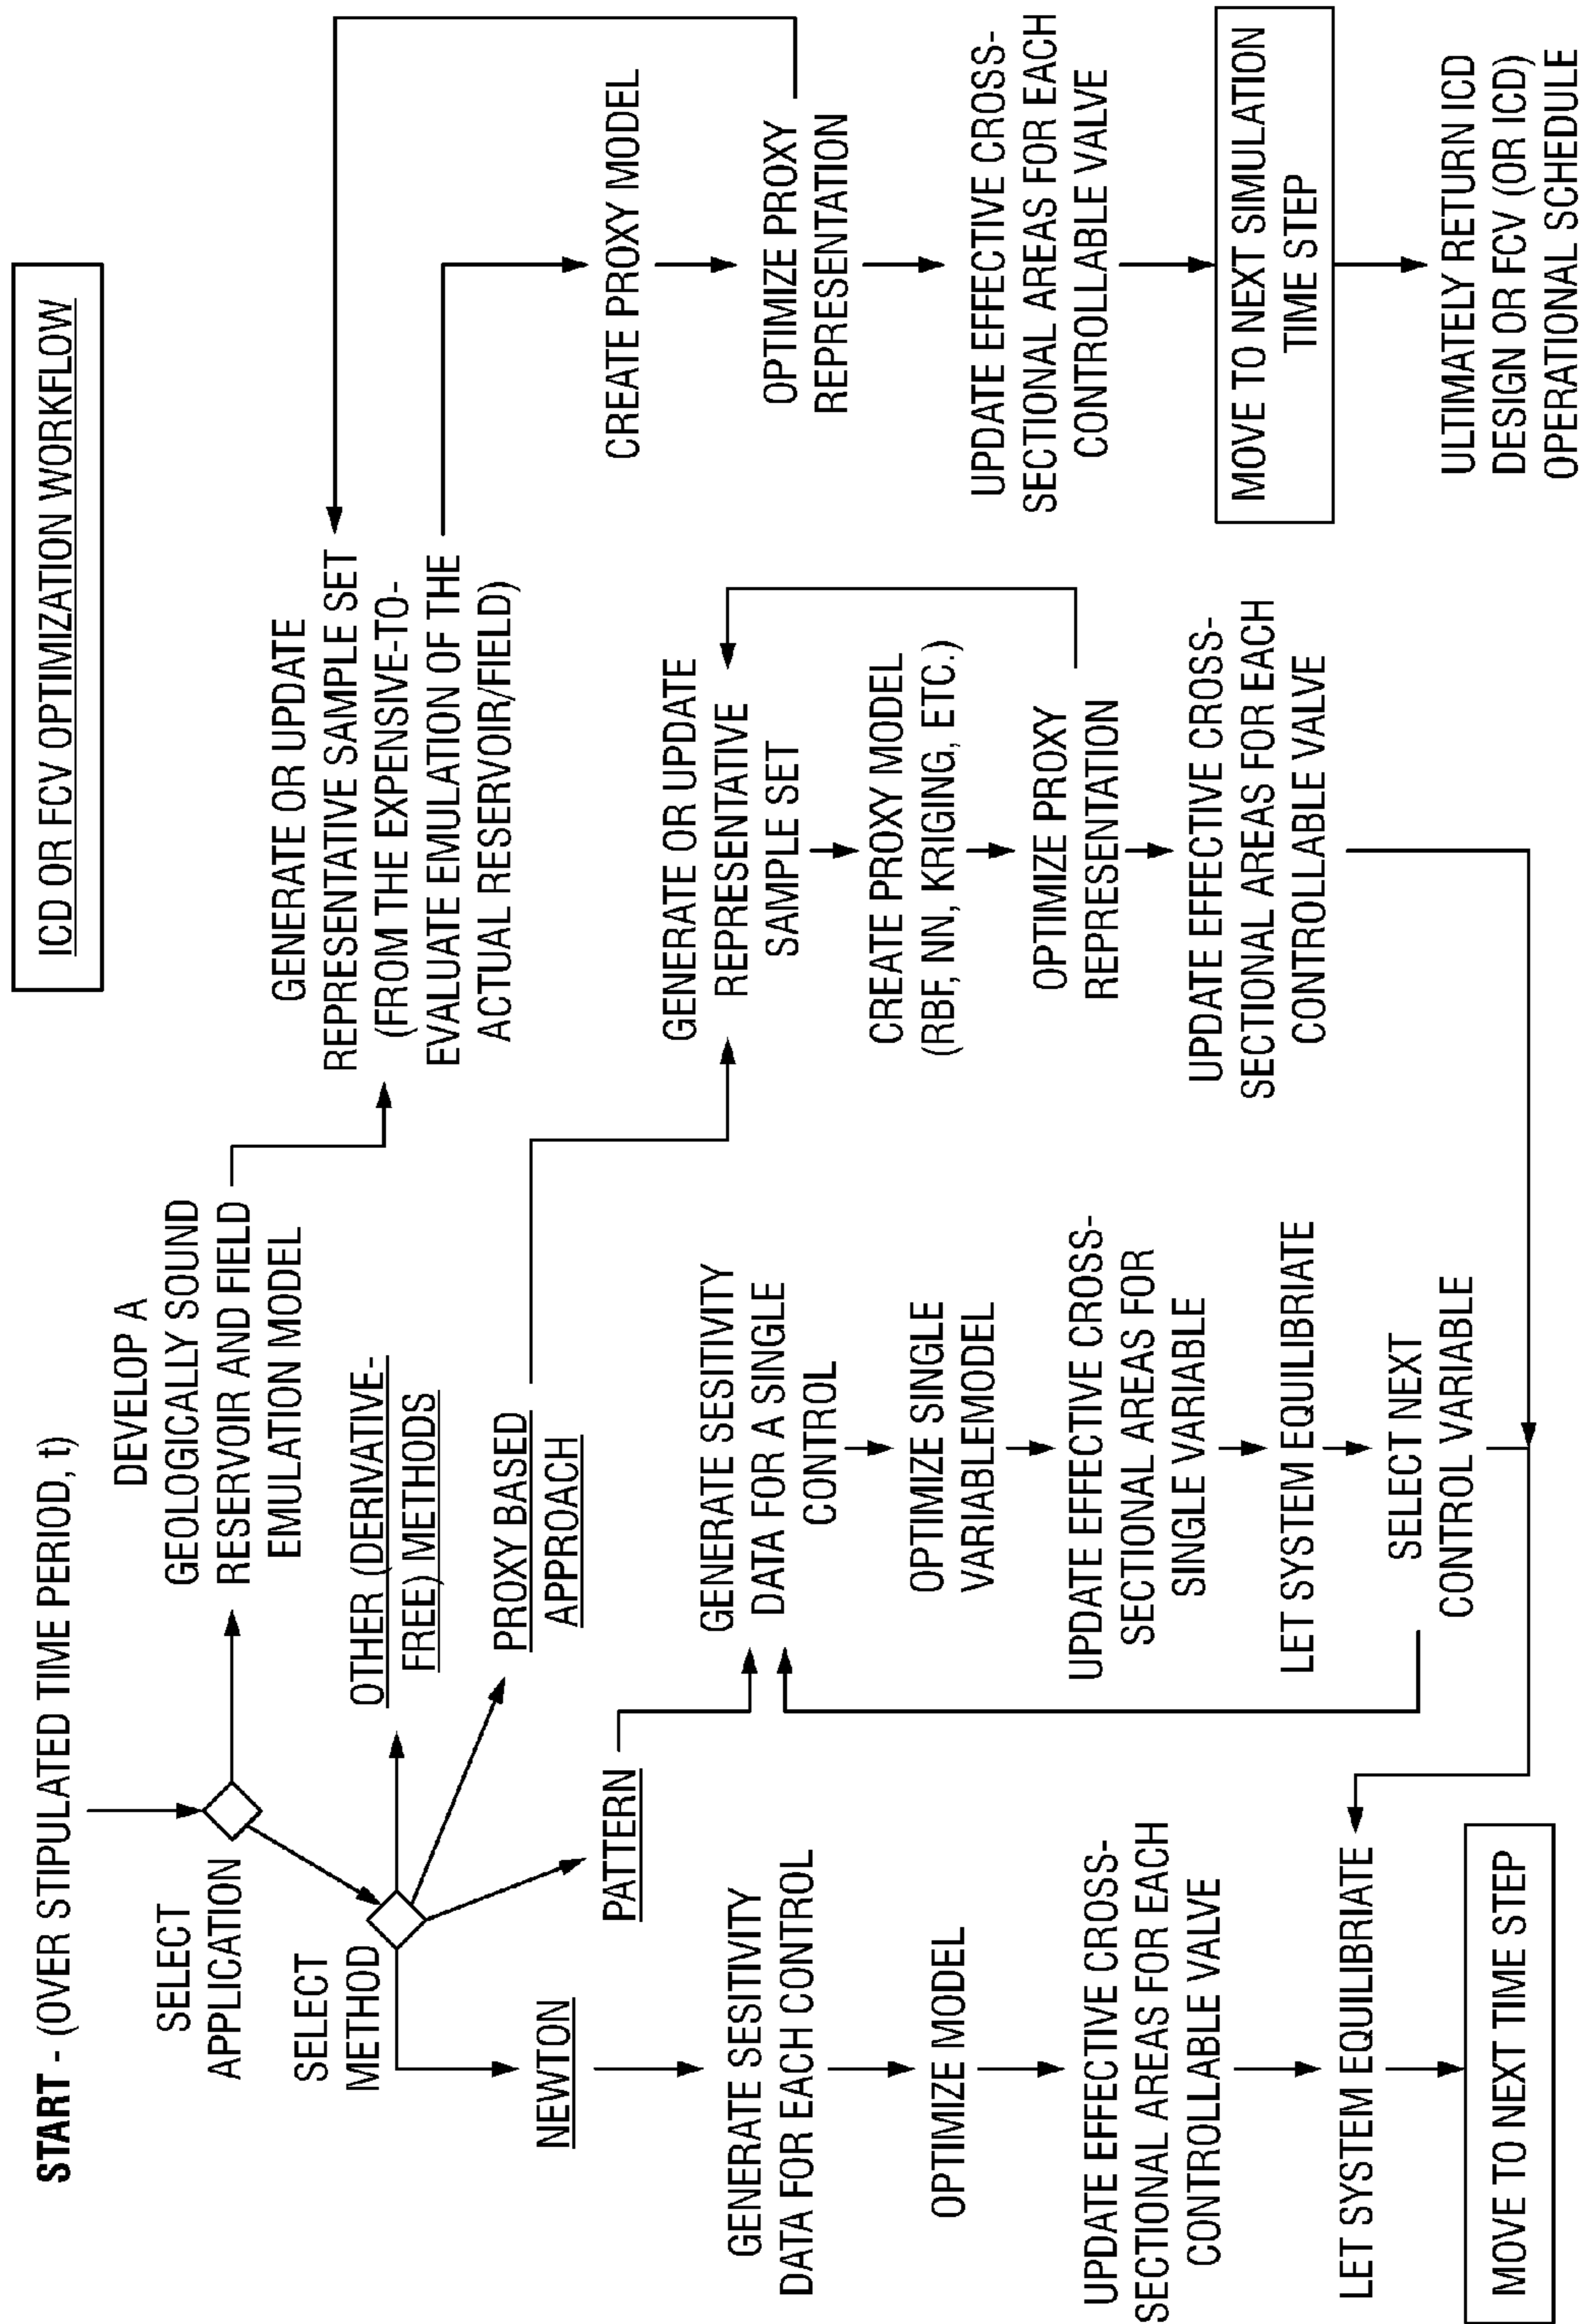 ICD OR FCV OPTIMIZATION WORKFLOW
START - (OVER STIPULATED TIME PERIOD, t)
SELECT
APPLICATION
DEVELOP A
GEOLOGICALLY SOUND
RESERVOIR AND FIELD
EMULATION MODEL
GENERATE OR UPDATE
REPRESENTATIVE SAMPLE SET
(FROM THE EXPENSIVE-TO-
EVALUATE EMULATION OF THE
ACTUAL RESERVOIR/FIELD)
CREATE PROXY MODEL
OPTIMIZE PROXY
REPRESENTATION
UPDATE EFFECTIVE CROSS-
SECTIONAL AREAS FOR EACH
CONTROLLABLE VALVE
MOVE TO NEXT SIMULATION
TIME STEP
ULTIMATELY RETURN ICD
DESIGN OR FCV (OR ICD)
OPERATIONAL SCHEDULE
SELECT
METHOD
OTHER (DERIVATIVE-
FREE) METHODS
PROXY BASED
APPROACH
GENERATE OR UPDATE
REPRESENTATIVE
SAMPLE SET
CREATE PROXY MODEL
(RBF, NN, KRIGING, ETC.)
OPTIMIZE PROXY
REPRESENTATION
UPDATE EFFECTIVE CROSS-
SECTIONAL AREAS FOR EACH
CONTROLLABLE VALVE
PATTERN
GENERATE SESITIVITY
DATA FOR A SINGLE
CONTROL
OPTIMIZE SINGLE
VARIABLEMODEL
UPDATE EFFECTIVE CROSS-
SECTIONAL AREAS FOR
SINGLE VARIABLE
LET SYSTEM EQUILIBRIATE
SELECT NEXT
CONTROL VARIABLE
NEWTON
GENERATE SESITIVITY
DATA FOR EACH CONTROL
OPTIMIZE MODEL
UPDATE EFFECTIVE CROSS-
SECTIONAL AREAS FOR EACH
CONTROLLABLE VALVE
LET SYSTEM EQUILIBRIATE
MOVE TO NEXT TIME STEP